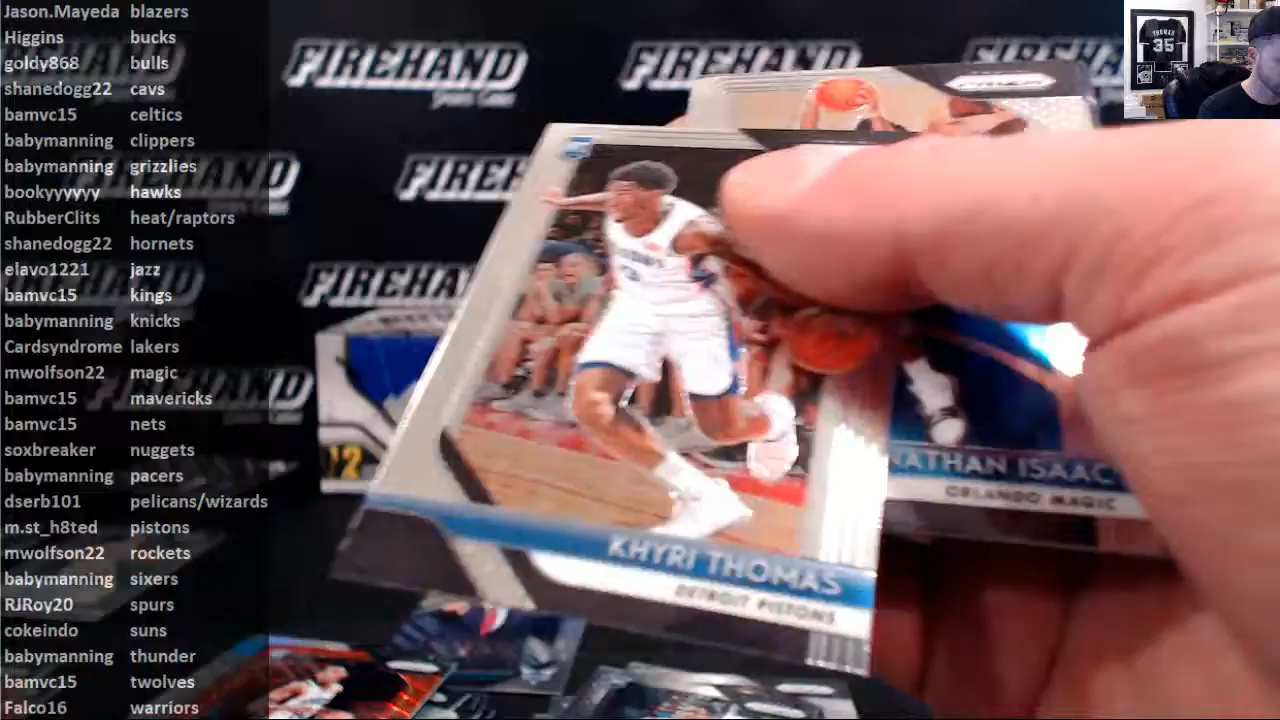 Jason.Mayeda blazers
Higgins bucks
goldy868 bulls
shanedogg22 cavs
bamvc15 celtics
babymanning clippers
babymanning grizzlies
bookyyyyyy hawks
RubberClits heat/raptors
shanedogg22 hornets
elavo1221 jazz
bamvc15 kings
babymanning knicks
Cardsyndrome lakers
mwolfson22 magic
bamvc15 mavericks
bamvc15 nets
soxbreaker nuggets
babymanning pacers
dserb101 pelicans/wizards
m.st_h8ted pistons
mwolfson22 rockets
babymanning sixers
RJRoy20 spurs
cokeindo suns
babymanning thunder
bamvc15 twolves
Falco16 warriors
FIREHAND
FIREHAND
FIREHAND
FIREHAND
THOMAS
35
PRIZM
12
NATHAN ISAAC
ORLANDO MAGIC
KHYRI THOMAS
DETROIT PISTONS